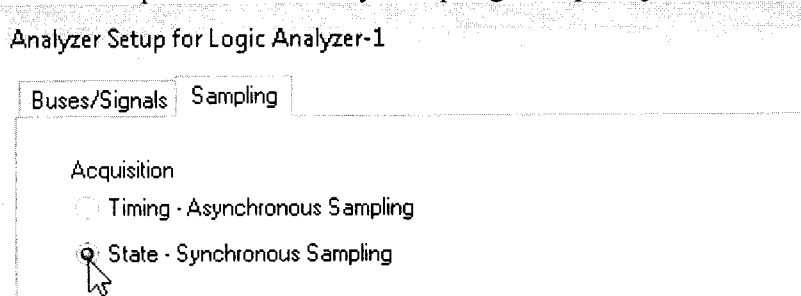 Analyzer Setup for Logic Analyzer-1
Buses/Signals
Sampling
Acquisition
Timing - Asynchronous Sampling
State - Synchronous Sampling